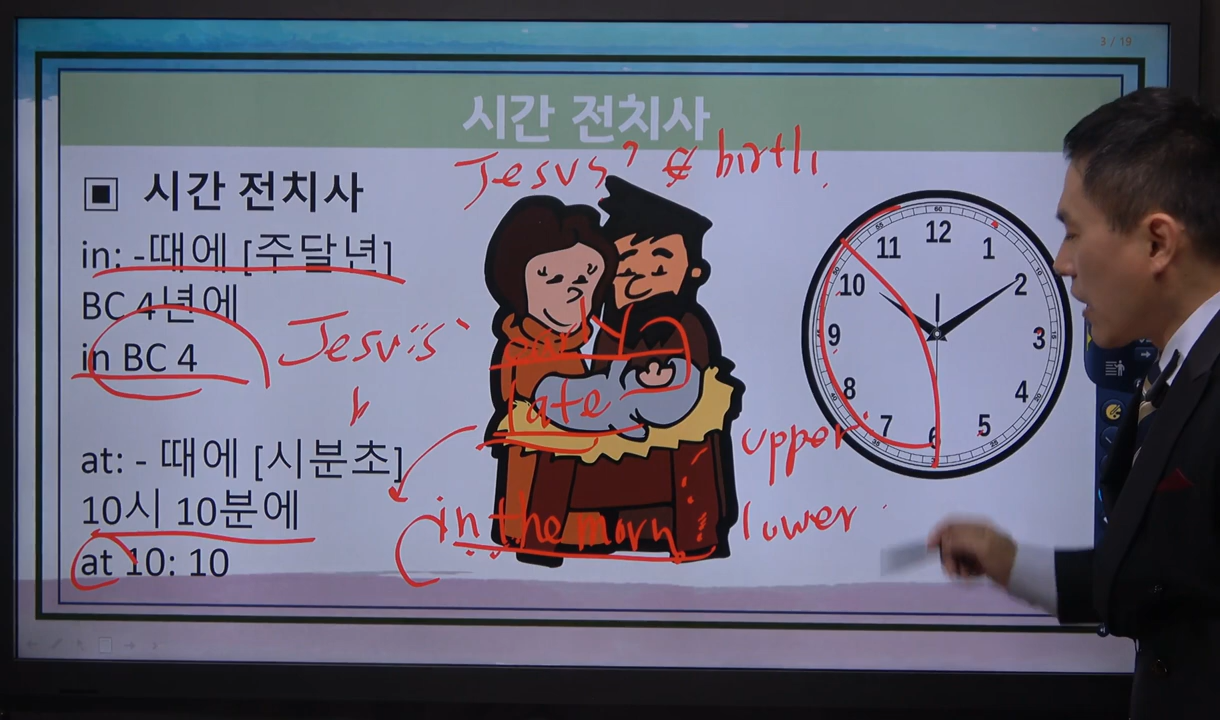 3 / 19
시간 전치사
Jesus' birth
▣ 시간 전치사
in: -때에 [주달년]
BC 4년에
in BC 4
at: - 때에 [시분초]
10시 10분에
at 10: 10
late
in the morn
upper
lower
60
12
11
1
10
2
9
3
8
4
7
5
6